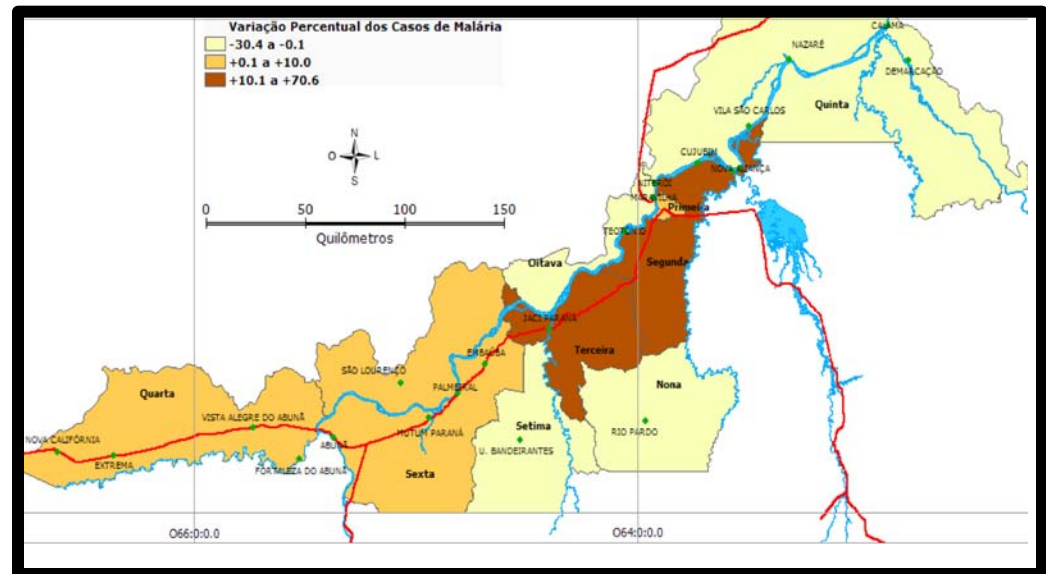 Variação Percentual dos Casos de Malária
-30.4 a -0.1
+0.1 a +10.0
+10.1 a +70.6
N
O L
S
0 50 100 150
Quilômetros
CALAMA
NAZARÉ
DEMARCAÇÃO
Quinta
VILA SÃO CARLOS
CUJUBIM
NOVA ALIANÇA
NITEROI
Primeira
TEOTÔNIO
Oitava
Segunda
JACI PARANÁ
Terceira
EMBAÚBA
SÃO LOURENÇO
PALMEIRAL
Nona
Quarta
VISTA ALEGRE DO ABUNÃ
MUTUM PARANÁ
Setima
RIO PARDO
NOVA CALIFÓRNIA
ABUNÃ
U. BANDEIRANTES
EXTREMA
FORTALEZA DO ABUNÃ
Sexta
O66:0:0.0
O64:0:0.0